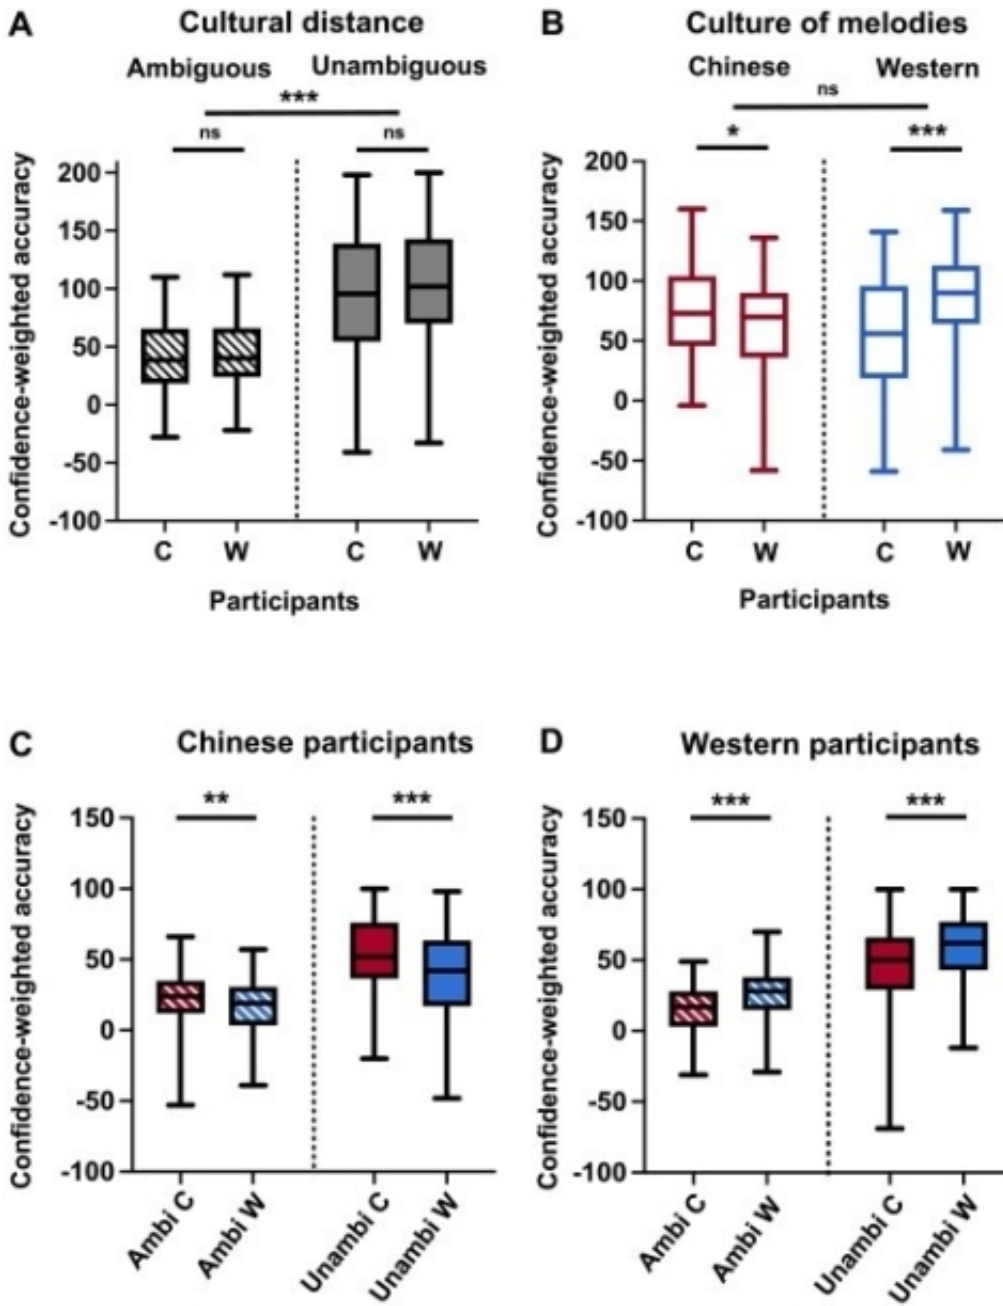 A Cultural distance
Ambiguous Unambiguous
***
ns ns
Confidence-weighted accuracy
200
150
100
50
0
-50
-100
C W C W
Participants
B Culture of melodies
Chinese Western
ns
* ***
Confidence-weighted accuracy
200
150
100
50
0
-50
-100
C W C W
Participants
C Chinese participants
** ***
Confidence-weighted accuracy
150
100
50
0
-50
-100
Ambi C Ambi W Unambi C Unambi W
D Western participants
*** ***
Confidence-weighted accuracy
150
100
50
0
-50
-100
Ambi C Ambi W Unambi C Unambi W